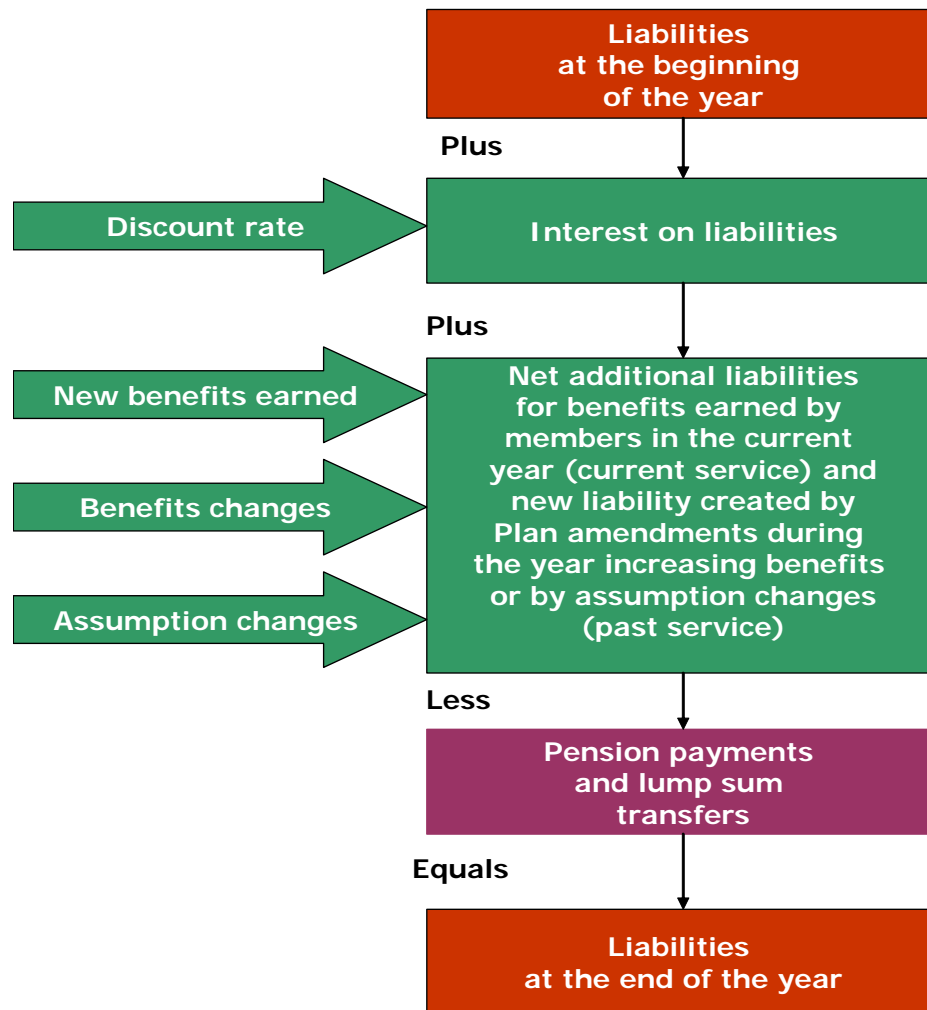 Liabilities
at the beginning
of the year
Plus
Discount rate
Interest on liabilities
Plus
New benefits earned
Benefits changes
Assumption changes
Net additional liabilities
for benefits earned by
members in the current
year (current service) and
new liability created by
Plan amendments during
the year increasing benefits
or by assumption changes
(past service)
Less
Pension payments
and lump sum
transfers
Equals
Liabilities
at the end of the year